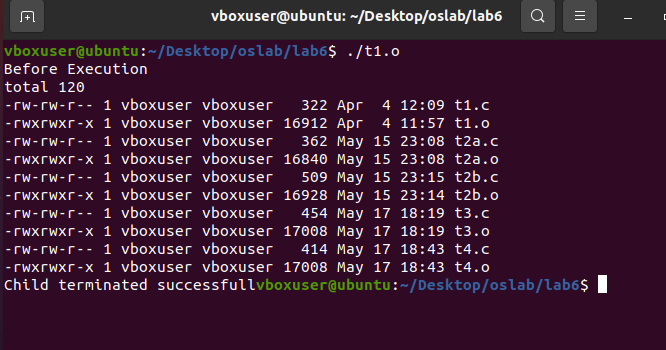 vboxuser@ubuntu: ~/Desktop/oslab/lab6
vboxuser@ubuntu:~/Desktop/oslab/lab6$ ./t1.o
Before Execution
total 120
-rw-rw-r-- 1 vboxuser vboxuser   322 Apr  4 12:09 t1.c
-rwxrwxr-x 1 vboxuser vboxuser 16912 Apr  4 11:57 t1.o
-rw-rw-r-- 1 vboxuser vboxuser   362 May 15 23:08 t2a.c
-rwxrwxr-x 1 vboxuser vboxuser 16840 May 15 23:08 t2a.o
-rw-rw-r-- 1 vboxuser vboxuser   509 May 15 23:15 t2b.c
-rwxrwxr-x 1 vboxuser vboxuser 16928 May 15 23:14 t2b.o
-rw-rw-r-- 1 vboxuser vboxuser   454 May 17 18:19 t3.c
-rwxrwxr-x 1 vboxuser vboxuser 17008 May 17 18:19 t3.o
-rw-rw-r-- 1 vboxuser vboxuser   414 May 17 18:43 t4.c
-rwxrwxr-x 1 vboxuser vboxuser 17008 May 17 18:43 t4.o
Child terminated successfullvboxuser@ubuntu:~/Desktop/oslab/lab6$